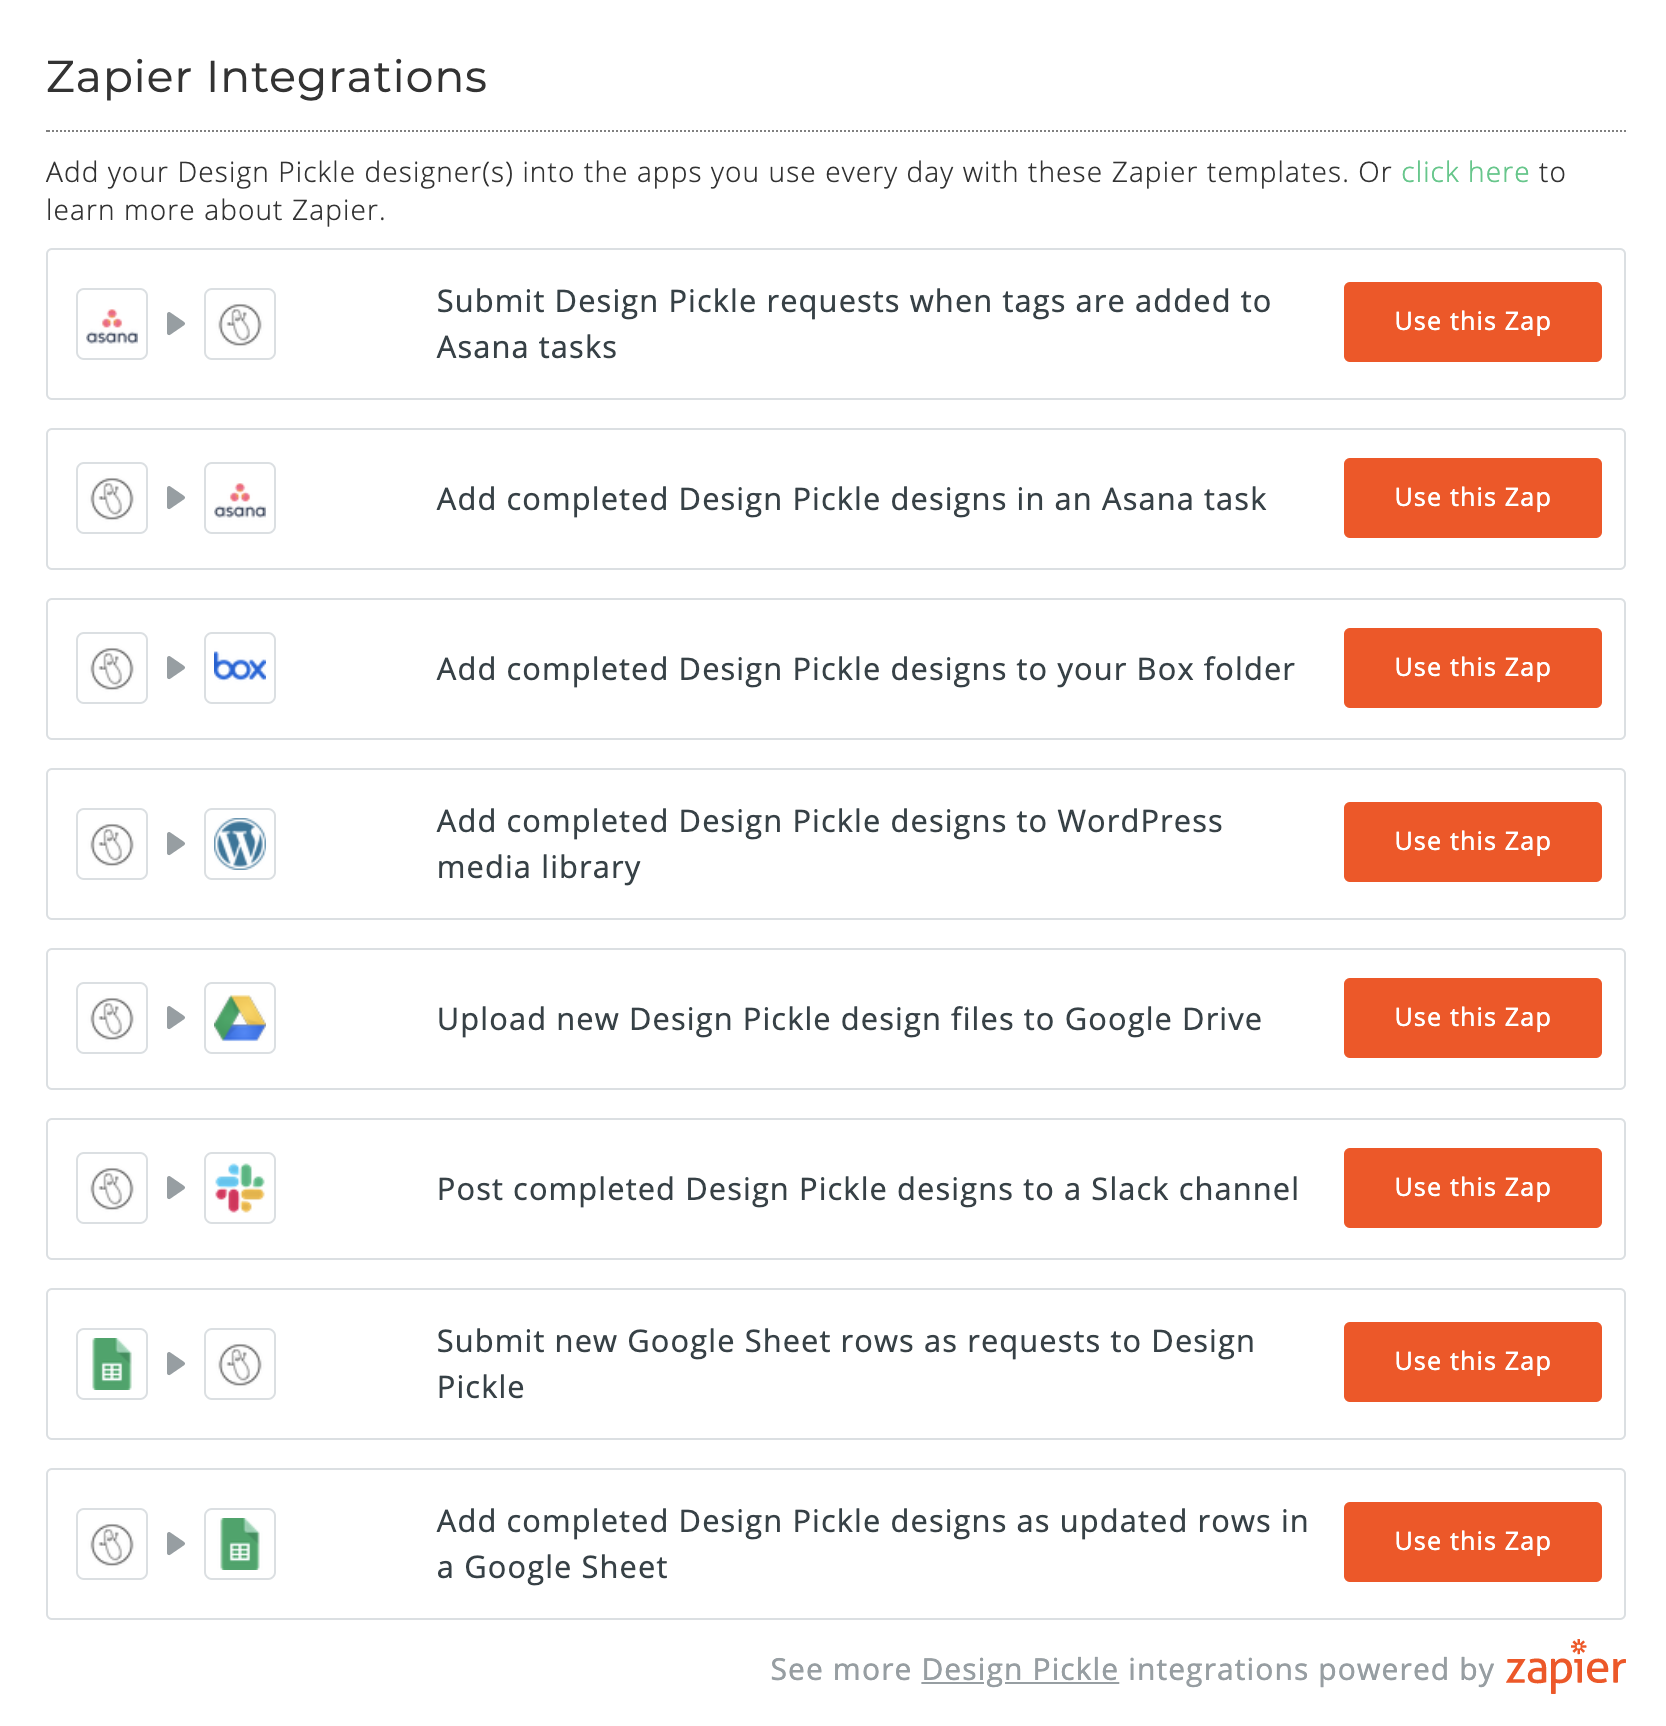 Zapier Integrations
Add your Design Pickle designer(s) into the apps you use every day with these Zapier templates. Or click here to
learn more about Zapier.
asana
Submit Design Pickle requests when tags are added to
Asana tasks
Use this Zap
asana
Add completed Design Pickle designs in an Asana task
Use this Zap
box
Add completed Design Pickle designs to your Box folder
Use this Zap
W
Add completed Design Pickle designs to WordPress
media library
Use this Zap
Upload new Design Pickle design files to Google Drive
Use this Zap
Post completed Design Pickle designs to a Slack channel
Use this Zap
Submit new Google Sheet rows as requests to Design
Pickle
Use this Zap
Add completed Design Pickle designs as updated rows in
a Google Sheet
Use this Zap
See more Design Pickle integrations powered by zapier